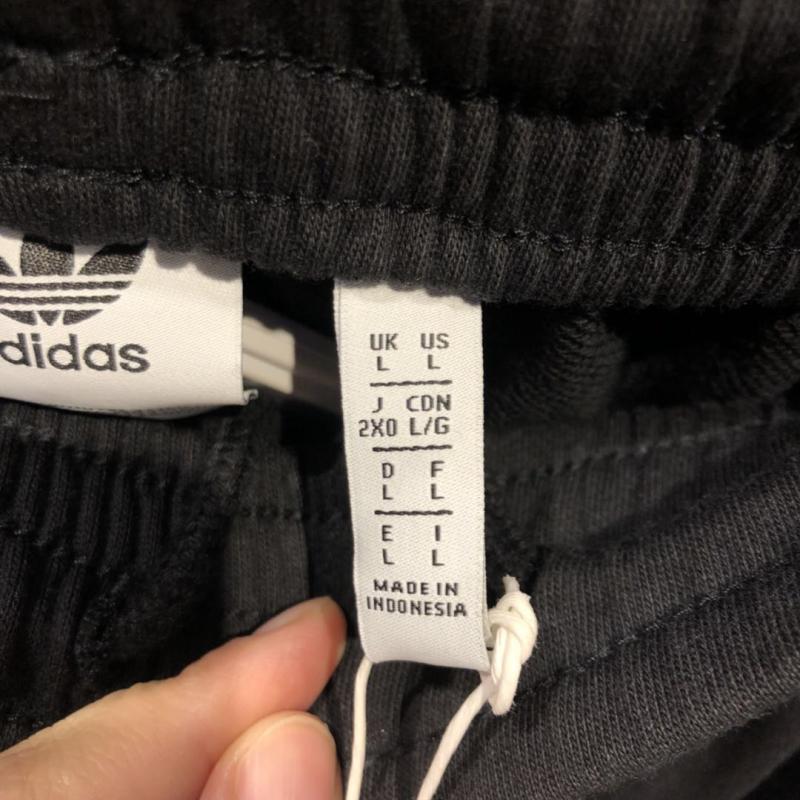 adidas
UK US
L L
J CDN
2XO L/G
D F
L L
E I
L L
MADE IN
INDONESIA